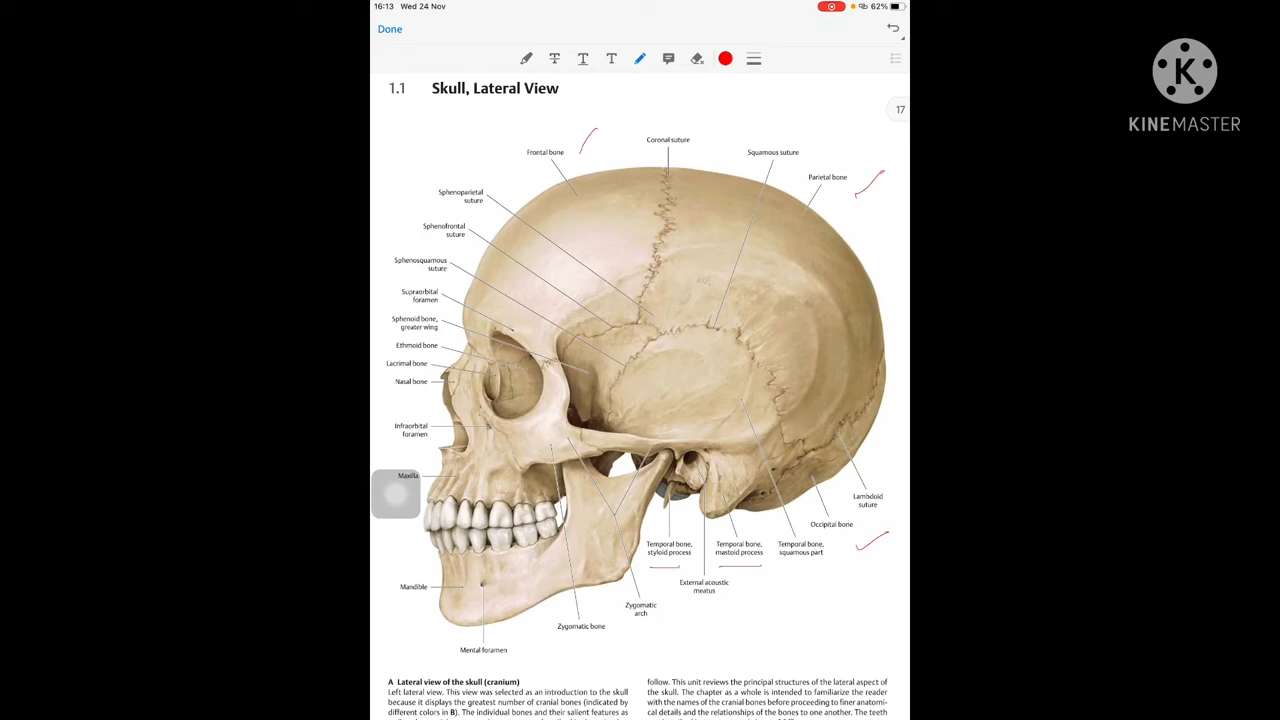 16:13 Wed 24 Nov
62%
Done
T T T
1.1 Skull, Lateral View
17
K
KINEMASTER
Coronal suture
Frontal bone
Squamous suture
Parietal bone
Sphenoparietal
suture
Sphenofrontal
suture
Sphenosquamous
suture
Supraorbital
foramen
Sphenoid bone,
greater wing
Ethmoid bone
Lacrimal bone
Nasal bone
Infraorbital
foramen
Maxilla
Lambdoid
suture
Occipital bone
Temporal bone,
styloid process
Temporal bone,
mastoid process
Temporal bone,
squamous part
External acoustic
meatus
Mandible
Zygomatic
arch
Zygomatic bone
Mental foramen
A Lateral view of the skull (cranium)
Left lateral view. This view was selected as an introduction to the skull
because it displays the greatest number of cranial bones (indicated by
different colors in B). The individual bones and their salient features as
follow. This unit reviews the principal structures of the lateral aspect of
the skull. The chapter as a whole is intended to familiarize the reader
with the names of the cranial bones before proceeding to finer anatomi-
cal details and the relationships of the bones to one another. The teeth